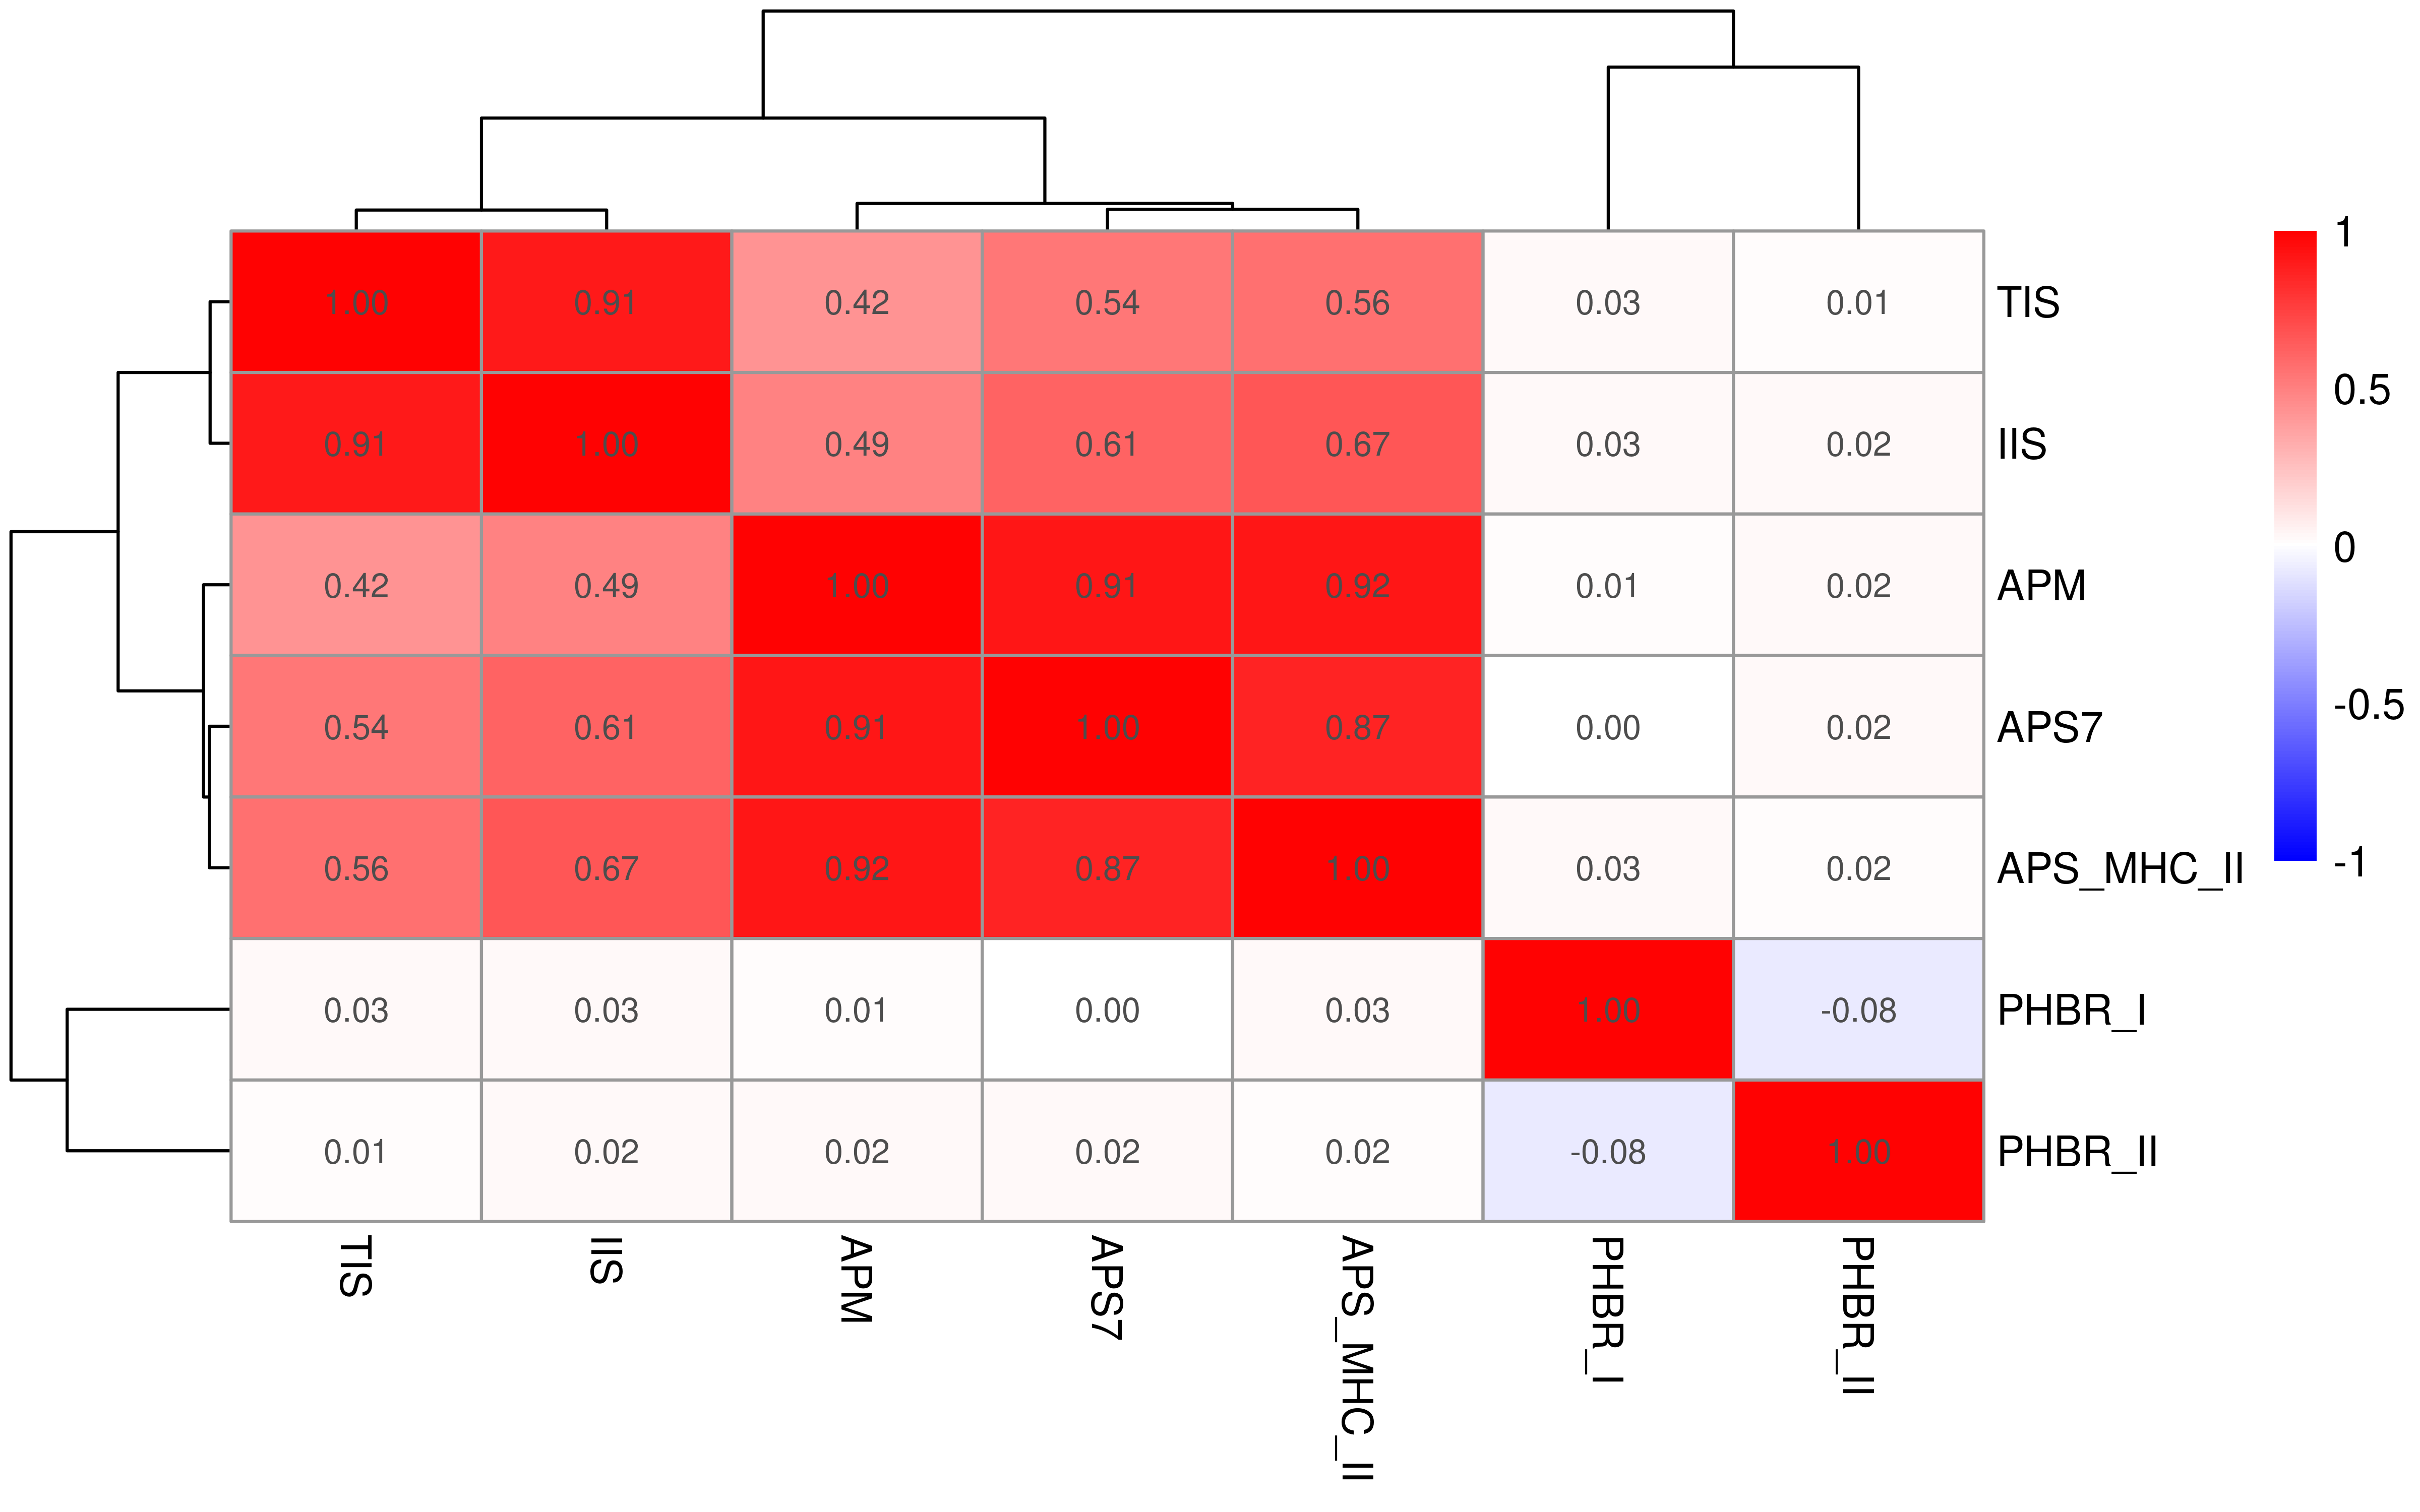 1.00 0.91 0.42 0.54 0.56 0.03 0.01 TIS
0.91 1.00 0.49 0.61 0.67 0.03 0.02 IIS
0.42 0.49 1.00 0.91 0.92 0.01 0.02 APM
0.54 0.61 0.91 1.00 0.87 0.00 0.02 APS7
0.56 0.67 0.92 0.87 1.00 0.03 0.02 APS_MHC_II
0.03 0.03 0.01 0.00 0.03 1.00 -0.08 PHBR_I
0.01 0.02 0.02 0.02 0.02 -0.08 1.00 PHBR_II
TIS
IIS
APM
APS7
APS_MHC_II
PHBR_I
PHBR_II
1
0.5
0
-0.5
-1